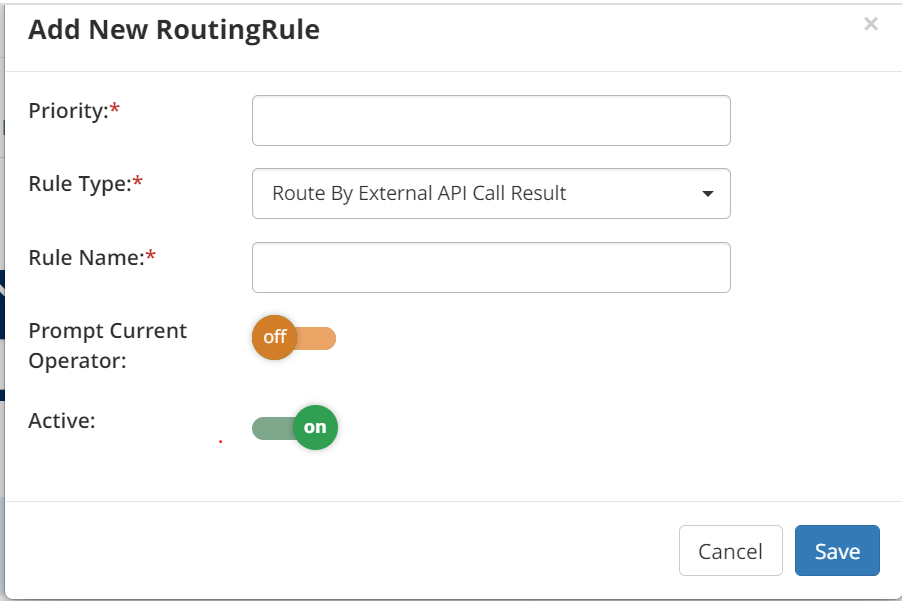 Add New RoutingRule
×
Priority:*
Rule Type:*
Route By External API Call Result
Rule Name:*
Prompt Current
Operator:
off
Active:
on
Cancel
Save